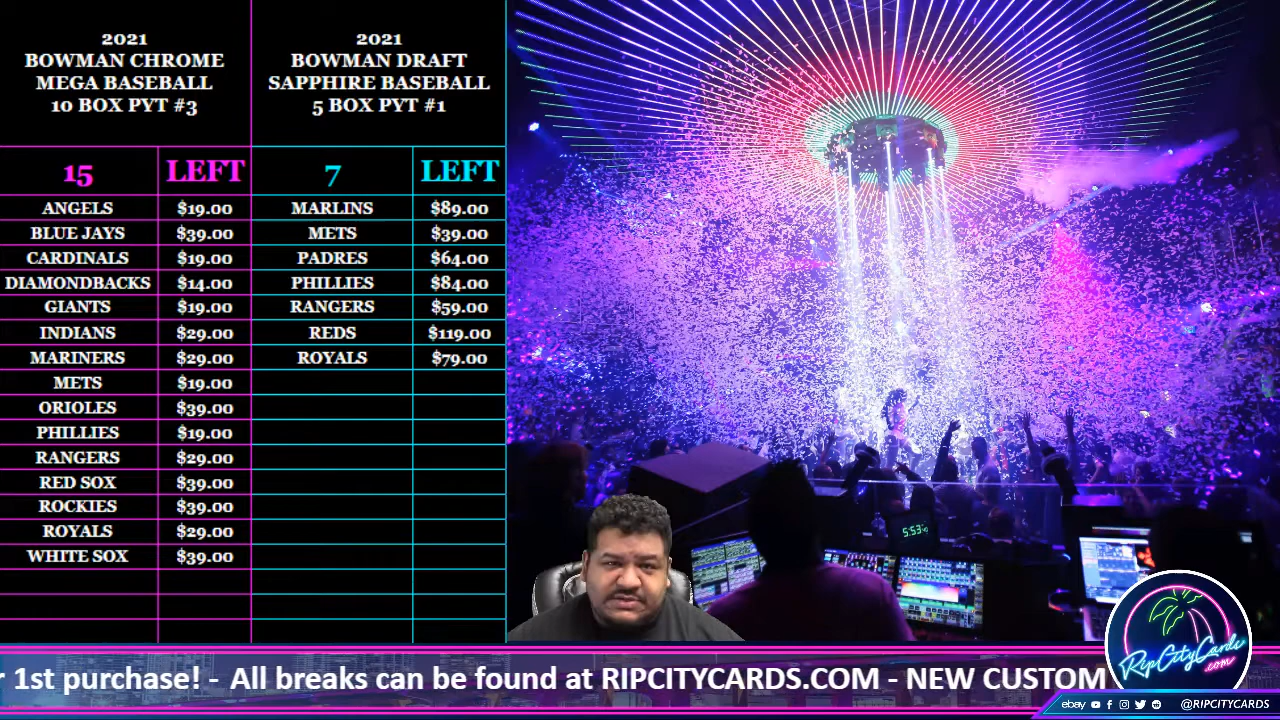 2021
BOWMAN CHROME
MEGA BASEBALL
10 BOX PYT #3
15 LEFT
ANGELS $19.00
BLUE JAYS $39.00
CARDINALS $19.00
DIAMONDBACKS $14.00
GIANTS $19.00
INDIANS $29.00
MARINERS $29.00
METS $19.00
ORIOLES $39.00
PHILLIES $19.00
RANGERS $29.00
RED SOX $39.00
ROCKIES $39.00
ROYALS $29.00
WHITE SOX $39.00
2021
BOWMAN DRAFT
SAPPHIRE BASEBALL
5 BOX PYT #1
7 LEFT
MARLINS $89.00
METS $39.00
PADRES $64.00
PHILLIES $84.00
RANGERS $59.00
REDS $119.00
ROYALS $79.00
5:53
r 1st purchase! - All breaks can be found at RIPCITYCARDS.COM - NEW CUSTOM
RipCityCards
.com
ebay @RIPCITYCARDS